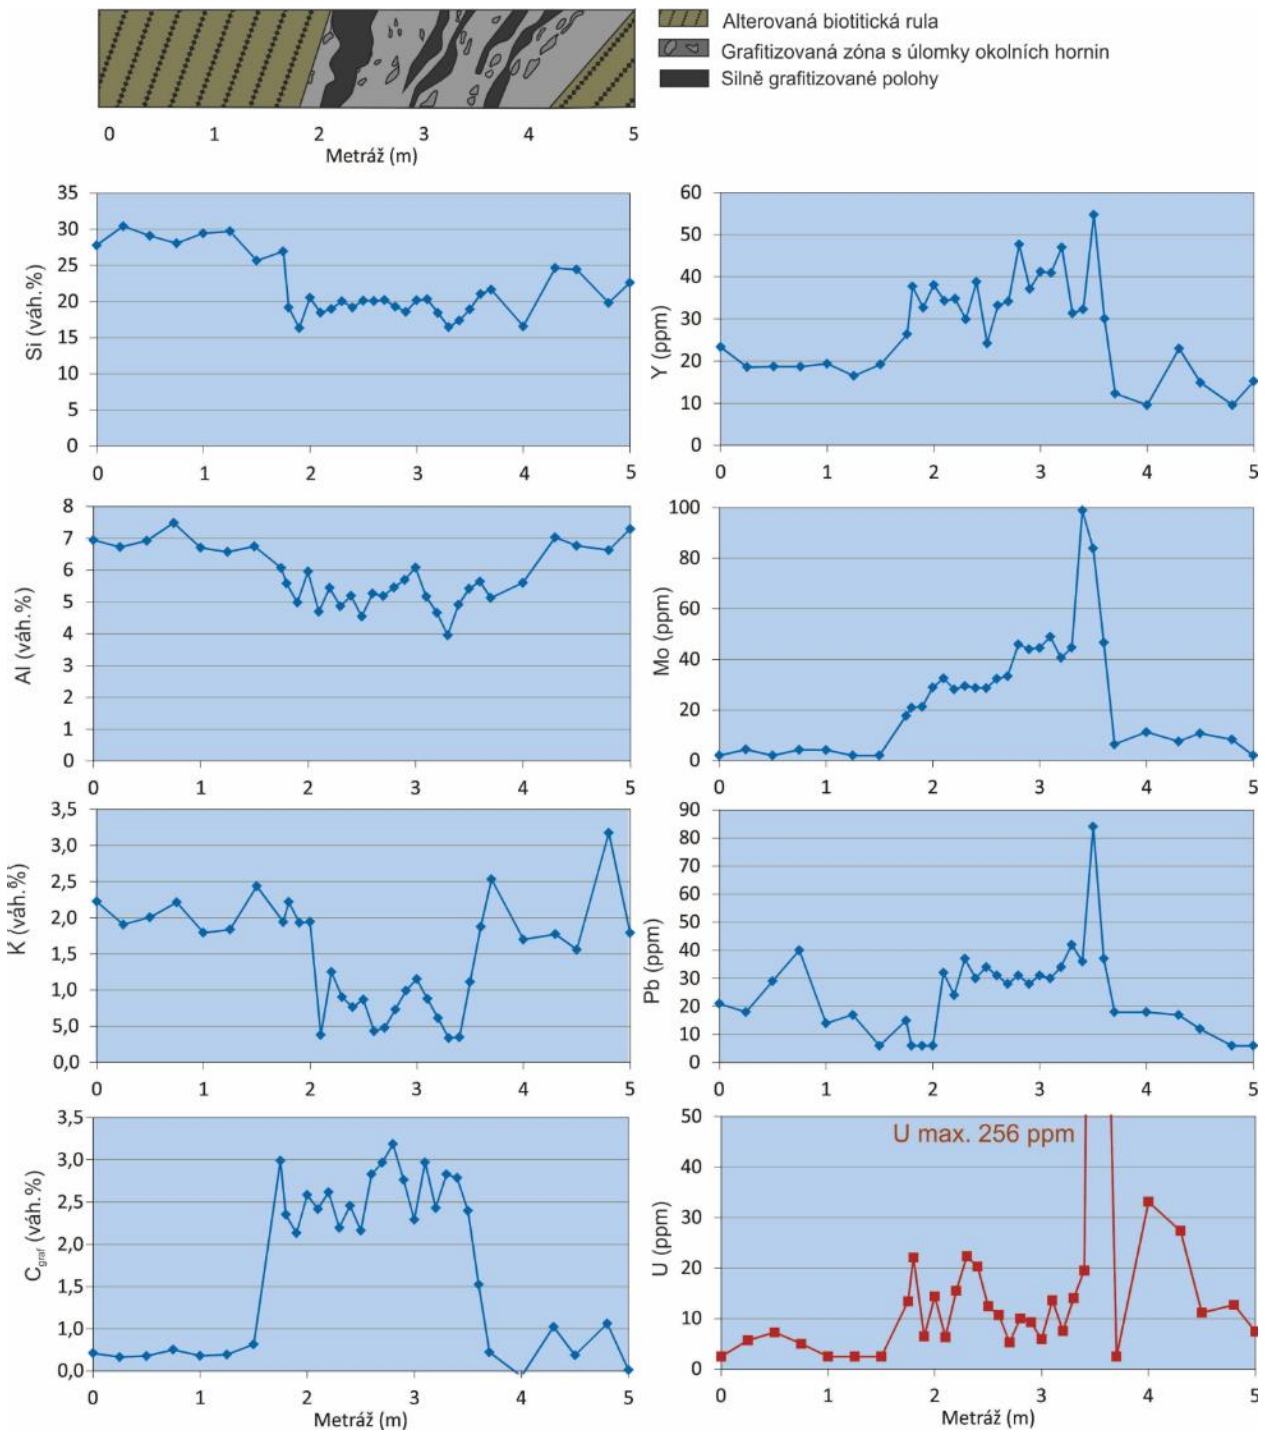 Alterovaná biotitická rula
Grafitizovaná zóna s úlomky okolních hornin
Silně grafitizované polohy
0 1 2 3 4 5
Metráž (m)
Si (váh.%)
35
30
25
20
15
10
5
0
0 1 2 3 4 5
Y (ppm)
60
50
40
30
20
10
0
0 1 2 3 4 5
Al (váh.%)
8
7
6
5
4
3
2
1
0
0 1 2 3 4 5
Mo (ppm)
100
80
60
40
20
0
0 1 2 3 4 5
K (váh.%)
3,5
3,0
2,5
2,0
1,5
1,0
5,0
0,0
0 1 2 3 4 5
Pb (ppm)
90
80
70
60
50
40
30
20
10
0
0 1 2 3 4 5
C graf (váh.%)
3,5
3,0
2,5
2,0
1,5
1,0
0,0
0 1 2 3 4 5
Metráž (m)
U max. 256 ppm
U (ppm)
50
40
30
20
10
0
0 1 2 3 4 5
Metráž (m)